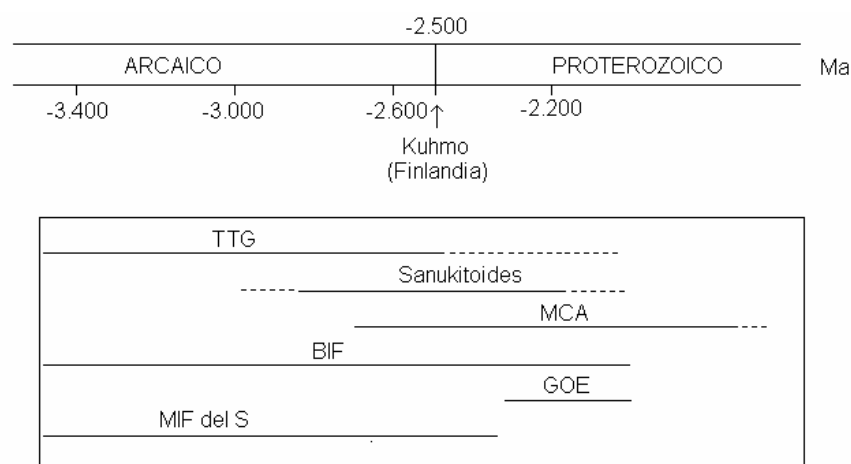 -2.500
ARCAICO PROTEROZOICO Ma
-3.400 -3.000 -2.600↑ -2.200
Kuhmo
(Finlandia)
TTG
Sanukitoides
MCA
BIF
GOE
MIF del S